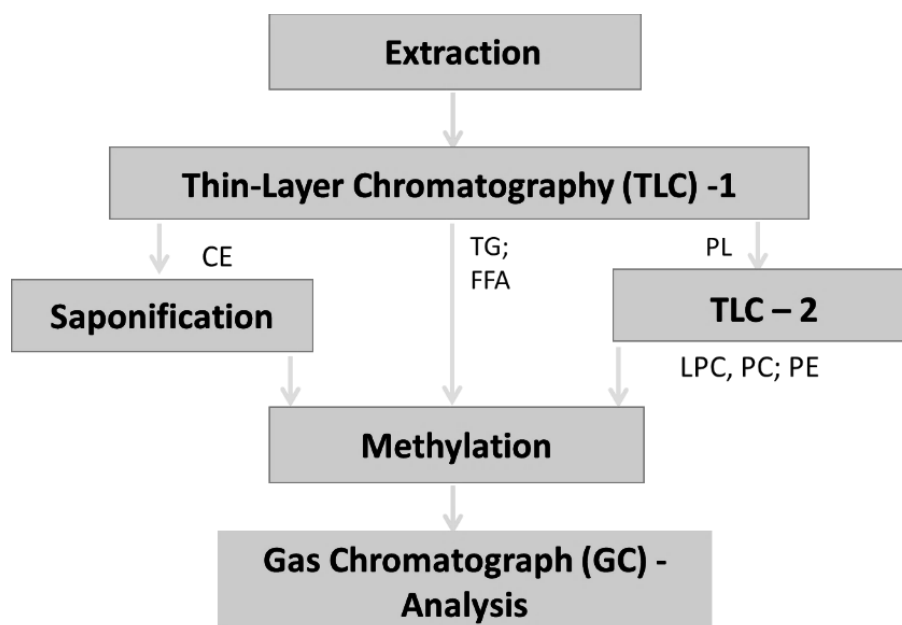 Extraction
Thin-Layer Chromatography (TLC) -1
CE
TG;
FFA
PL
Saponification
TLC – 2
LPC, PC; PE
Methylation
Gas Chromatograph (GC) -
Analysis